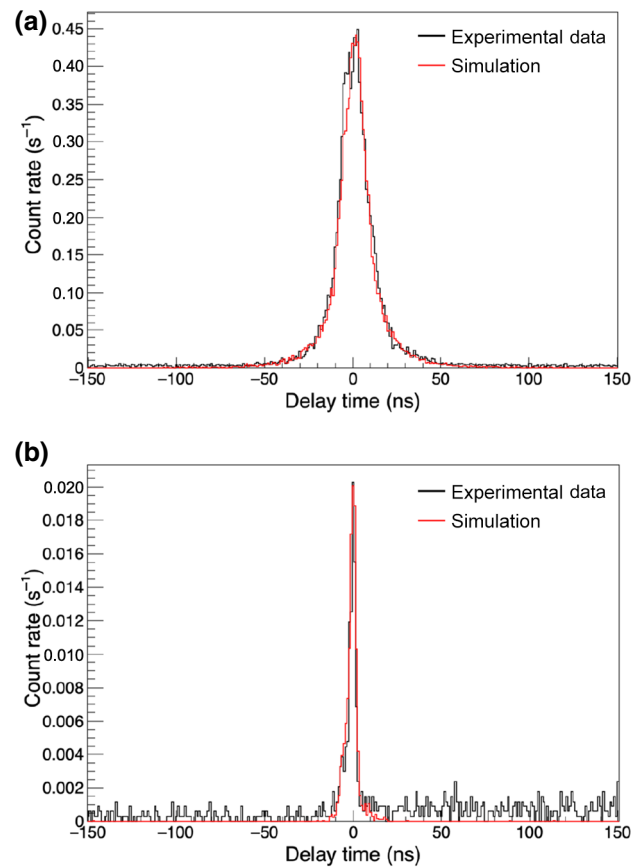 (a)
Count rate (s⁻¹)
0.45
0.40
0.35
0.30
0.25
0.20
0.15
0.10
0.05
0
Experimental data
Simulation
−150 −100 −50 0 50 100 150
Delay time (ns)
(b)
Count rate (s⁻¹)
0.020
0.018
0.016
0.014
0.012
0.010
0.008
0.006
0.004
0.002
0
Experimental data
Simulation
−150 −100 −50 0 50 100 150
Delay time (ns)